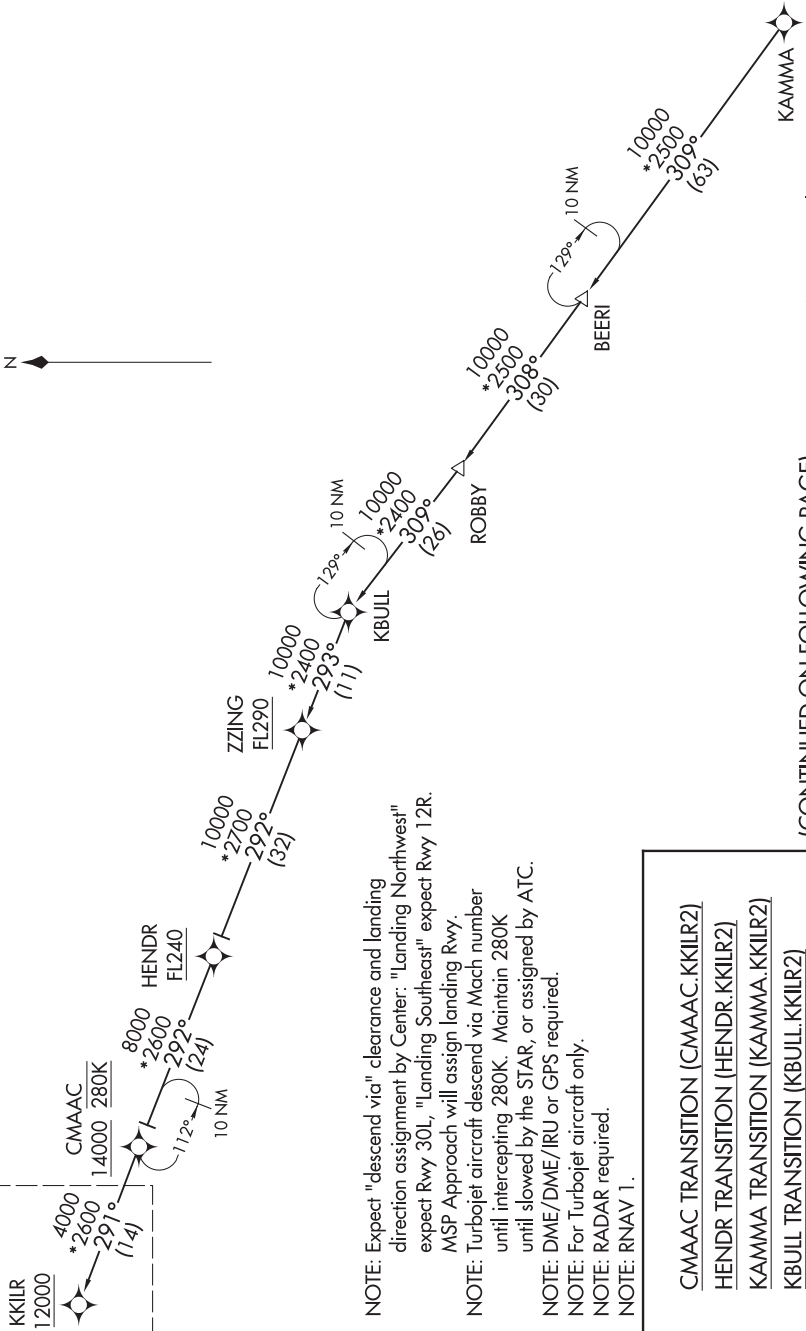 N
KKILR
12000
4000
*2600
291°
(14)
CMAAC
14000 280K
112°
10 NM
8000
*2600
292°
(24)
HENDR
FL240
10000
*2700
292°
(32)
ZZING
FL290
10000
*2400
293°
(11)
KBULL
129°
10 NM
10000
*2400
309°
(26)
ROBBY
10000
*2500
308°
(30)
BEERI
129°
10 NM
10000
*2500
309°
(63)
KAMMA
NOTE: Expect "descend via" clearance and landing
direction assignment by Center: "Landing Northwest"
expect Rwy 30L, "Landing Southeast" expect Rwy 12R.
MSP Approach will assign landing Rwy.
NOTE: Turbojet aircraft descend via Mach number
until intercepting 280K. Maintain 280K
until slowed by the STAR, or assigned by ATC.
NOTE: DME/DME/IRU or GPS required.
NOTE: For Turbojet aircraft only.
NOTE: RADAR required.
NOTE: RNAV 1.
CMAAC TRANSITION (CMAAC.KKILR2)
HENDR TRANSITION (HENDR.KKILR2)
KAMMA TRANSITION (KAMMA.KKILR2)
KBULL TRANSITION (KBULL.KKILR2)
(CONTINUED ON FOLLOWING PAGE)